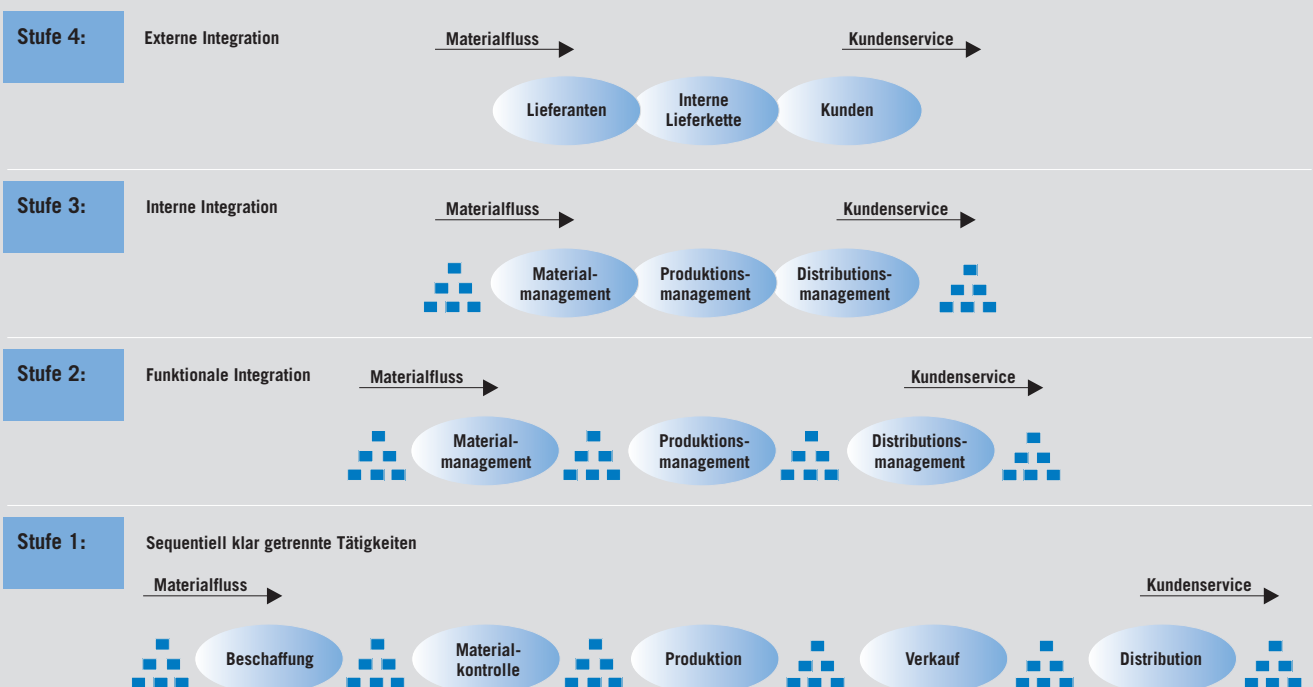 Stufe 4:
Externe Integration
Materialfluss
Kundenservice
Lieferanten
Interne
Lieferkette
Kunden
Stufe 3:
Interne Integration
Materialfluss
Kundenservice
Material-
management
Produktions-
management
Distributions-
management
Stufe 2:
Funktionale Integration
Materialfluss
Kundenservice
Material-
management
Produktions-
management
Distributions-
management
Stufe 1:
Sequentiell klar getrennte Tätigkeiten
Materialfluss
Kundenservice
Beschaffung
Material-
kontrolle
Produktion
Verkauf
Distribution